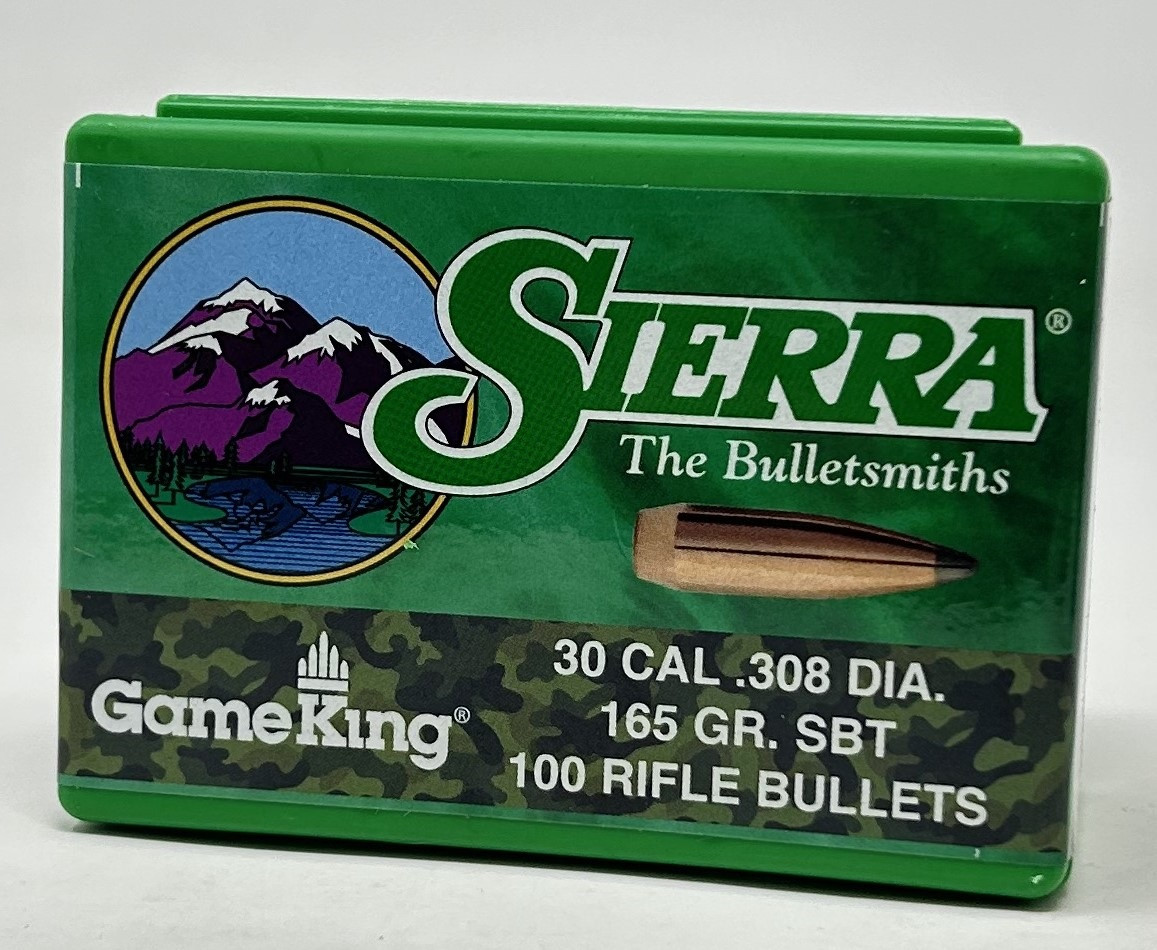 SIERRA®
The Bulletsmiths
GameKing®
30 CAL .308 DIA.
165 GR. SBT
100 RIFLE BULLETS